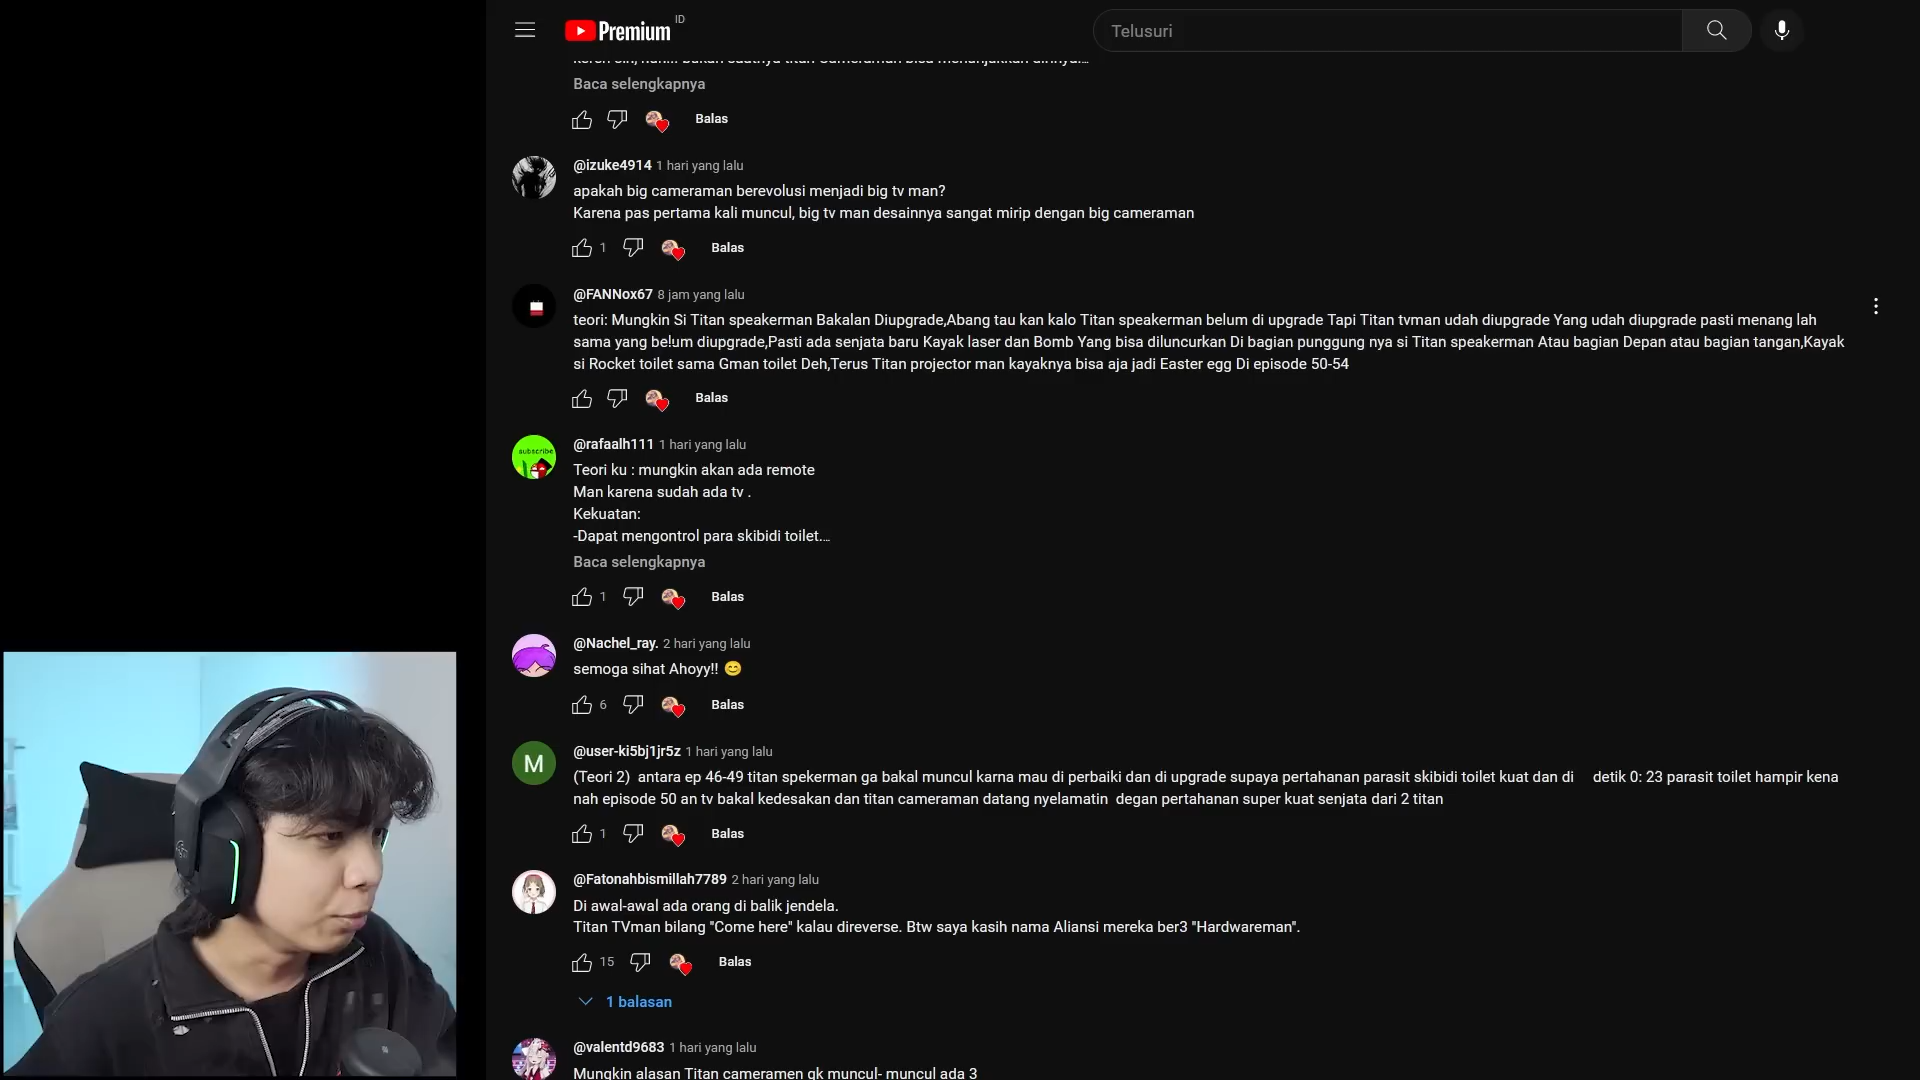 Premium ID
Telusuri
keren sih, nah... Bakan saatnya titan Cameraman bisa menunjukkan dirinya....
Baca selengkapnya
Balas
@izuke4914 1 hari yang lalu
apakah big cameraman berevolusi menjadi big tv man?
Karena pas pertama kali muncul, big tv man desainnya sangat mirip dengan big cameraman
1 Balas
@FANNox67 8 jam yang lalu
teori: Mungkin Si Titan speakerman Bakalan Diupgrade,Abang tau kan kalo Titan speakerman belum di upgrade Tapi Titan tvman udah diupgrade Yang udah diupgrade pasti menang lah
sama yang belum diupgrade,Pasti ada senjata baru Kayak laser dan Bomb Yang bisa diluncurkan Di bagian punggung nya si Titan speakerman Atau bagian Depan atau bagian tangan,Kayak
si Rocket toilet sama Gman toilet Deh,Terus Titan projector man kayaknya bisa aja jadi Easter egg Di episode 50-54
Balas
subscribe
@rafaalh111 1 hari yang lalu
Teori ku : mungkin akan ada remote
Man karena sudah ada tv .
Kekuatan:
-Dapat mengontrol para skibidi toilet....
Baca selengkapnya
1 Balas
@Nachel_ray. 2 hari yang lalu
semoga sihat Ahoyy!! 😊
6 Balas
M
@user-ki5bj1jr5z 1 hari yang lalu
(Teori 2) antara ep 46-49 titan spekerman ga bakal muncul karna mau di perbaiki dan di upgrade supaya pertahanan parasit skibidi toilet kuat dan di detik 0: 23 parasit toilet hampir kena
nah episode 50 an tv bakal kedesakan dan titan cameraman datang nyelamatin degan pertahanan super kuat senjata dari 2 titan
1 Balas
@Fatonahbismillah7789 2 hari yang lalu
Di awal-awal ada orang di balik jendela.
Titan TVman bilang "Come here" kalau direverse. Btw saya kasih nama Aliansi mereka ber3 "Hardwareman".
15 Balas
1 balasan
@valentd9683 1 hari yang lalu
Mungkin alasan Titan cameramen gk muncul- muncul ada 3